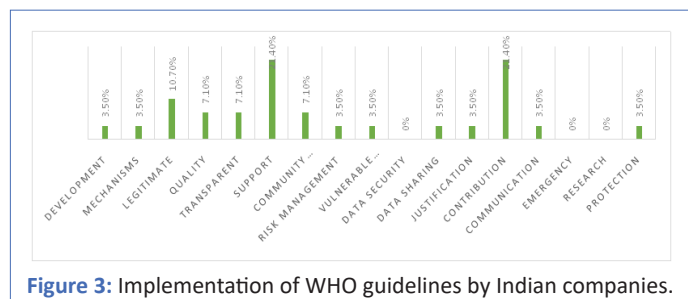 3.50%
3.50%
10.70%
7.10%
7.10%
7.10%
3.50%
3.50%
0%
3.50%
3.50%
3.50%
0%
0%
3.50%
DEVELOPMENT
MECHANISMS
LEGITIMATE
QUALITY
TRANSPARENT
SUPPORT
COMMUNITY...
RISK MANAGEMENT
VULNERABLE...
DATA SECURITY
DATA SHARING
JUSTIFICATION
CONTRIBUTION
COMMUNICATION
EMERGENCY
RESEARCH
PROTECTION
Figure 3: Implementation of WHO guidelines by Indian companies.